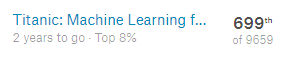 Titanic: Machine Learning f...
699th
2 years to go · Top 8%
of 9659